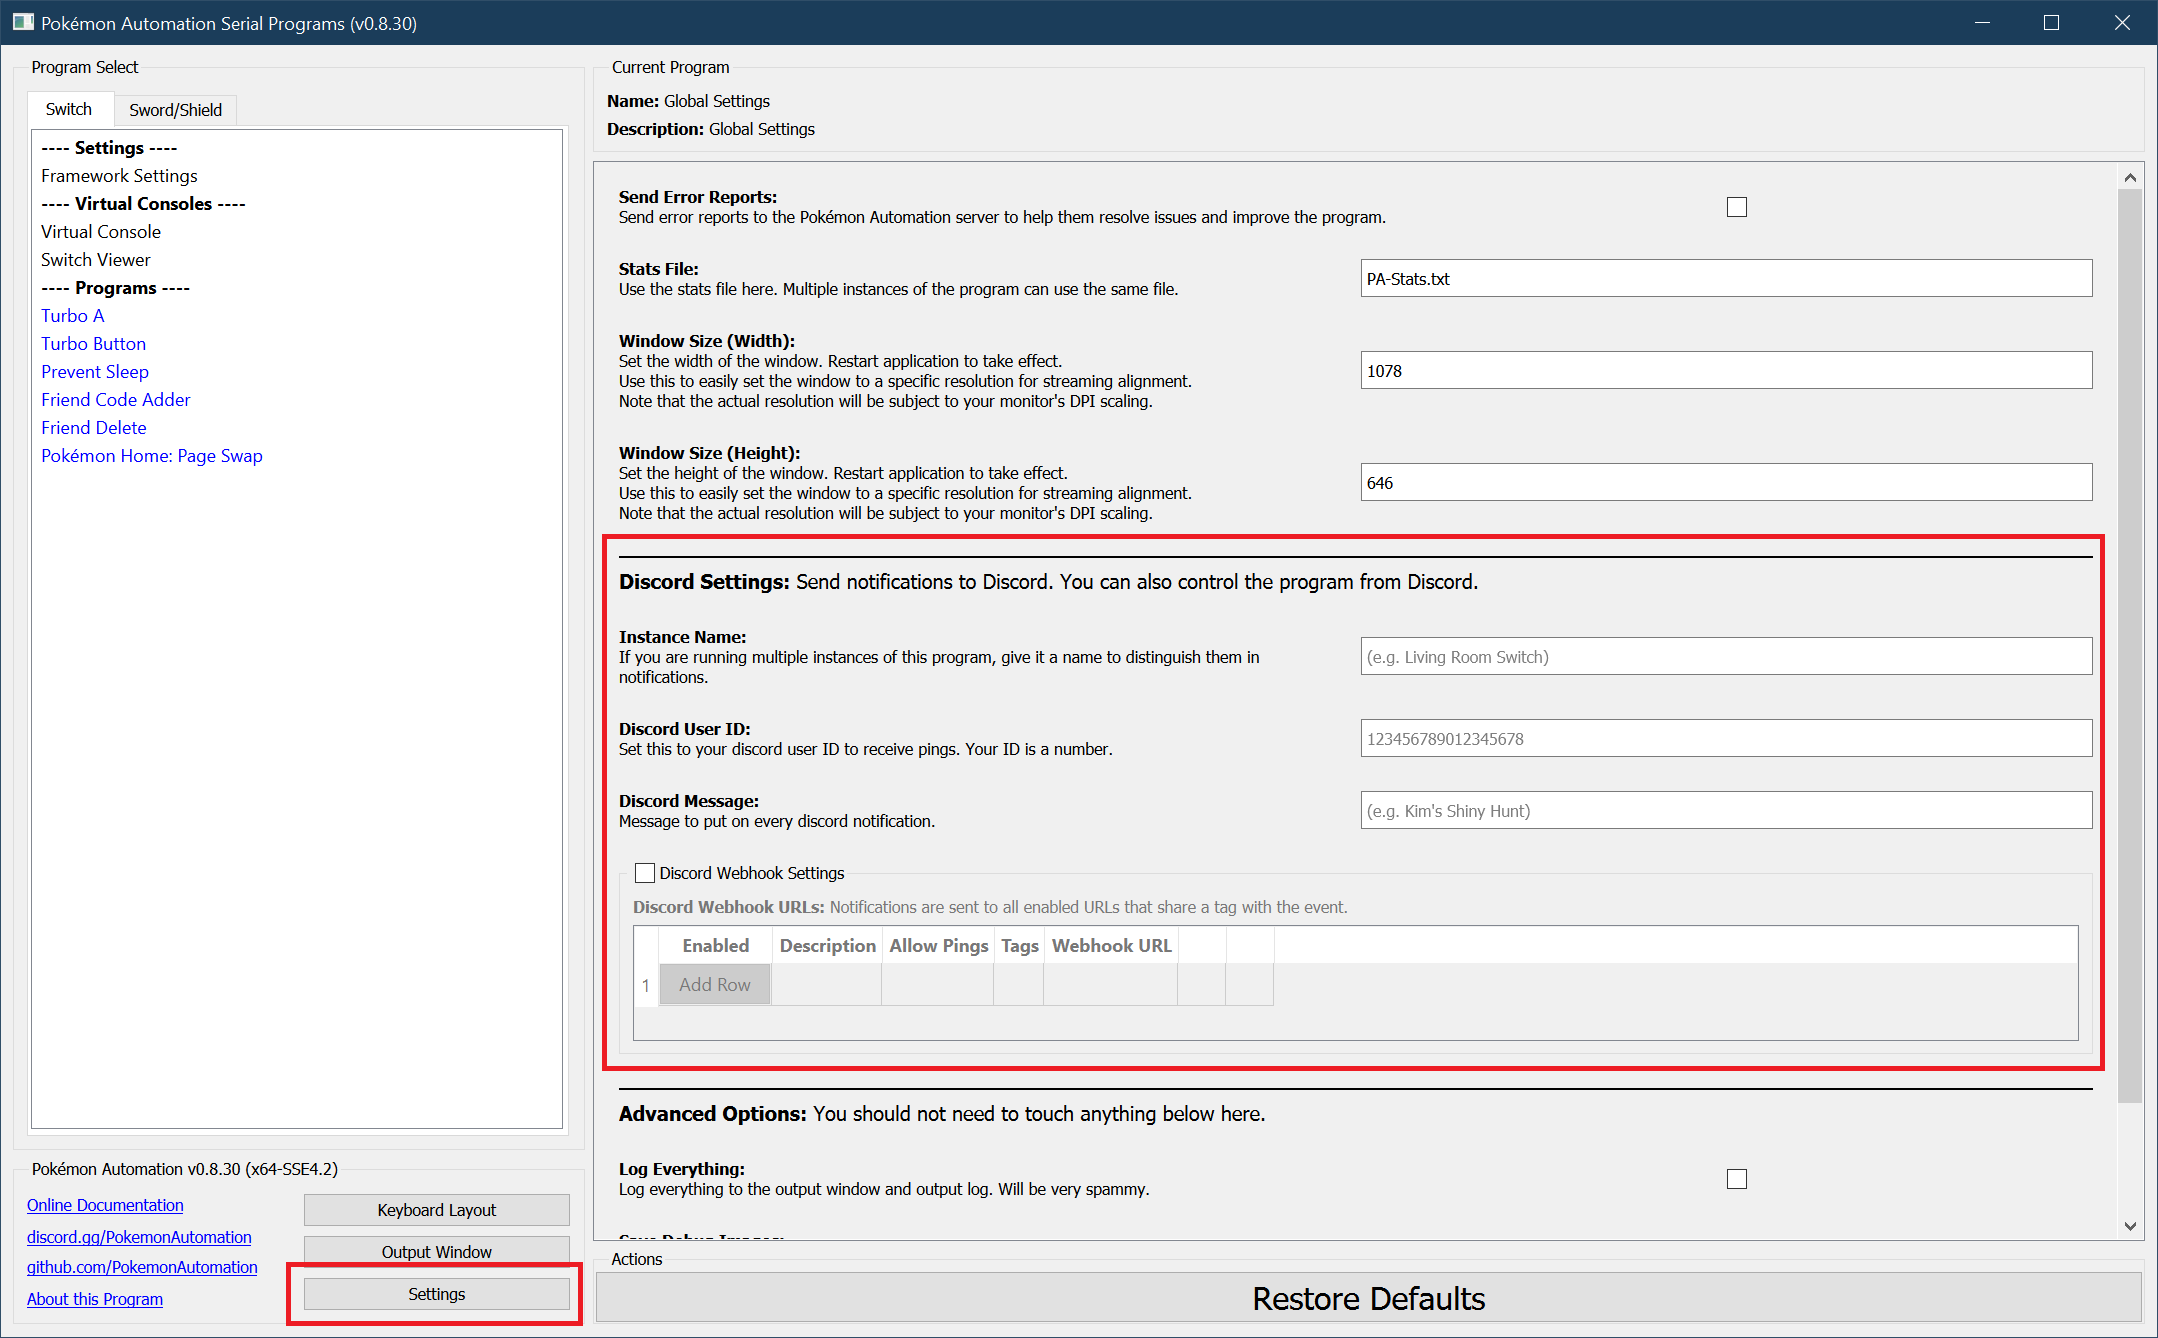 Pokémon Automation Serial Programs (v0.8.30)
Program Select
Switch
Sword/Shield
---- Settings ----
Framework Settings
---- Virtual Consoles ----
Virtual Console
Switch Viewer
---- Programs ----
Turbo A
Turbo Button
Prevent Sleep
Friend Code Adder
Friend Delete
Pokémon Home: Page Swap
Pokémon Automation v0.8.30 (x64-SSE4.2)
Online Documentation
discord.gg/PokemonAutomation
github.com/PokemonAutomation
About this Program
Keyboard Layout
Output Window
Settings
Current Program
Name: Global Settings
Description: Global Settings
Send Error Reports:
Send error reports to the Pokémon Automation server to help them resolve issues and improve the program.
Stats File:
Use the stats file here. Multiple instances of the program can use the same file.
PA-Stats.txt
Window Size (Width):
Set the width of the window. Restart application to take effect.
Use this to easily set the window to a specific resolution for streaming alignment.
Note that the actual resolution will be subject to your monitor's DPI scaling.
1078
Window Size (Height):
Set the height of the window. Restart application to take effect.
Use this to easily set the window to a specific resolution for streaming alignment.
Note that the actual resolution will be subject to your monitor's DPI scaling.
646
Discord Settings: Send notifications to Discord. You can also control the program from Discord.
Instance Name:
If you are running multiple instances of this program, give it a name to distinguish them in
notifications.
(e.g. Living Room Switch)
Discord User ID:
Set this to your discord user ID to receive pings. Your ID is a number.
123456789012345678
Discord Message:
Message to put on every discord notification.
(e.g. Kim's Shiny Hunt)
Discord Webhook Settings
Discord Webhook URLs: Notifications are sent to all enabled URLs that share a tag with the event.
Enabled Description Allow Pings Tags Webhook URL
1 Add Row
Advanced Options: You should not need to touch anything below here.
Log Everything:
Log everything to the output window and output log. Will be very spammy.
Actions
Restore Defaults